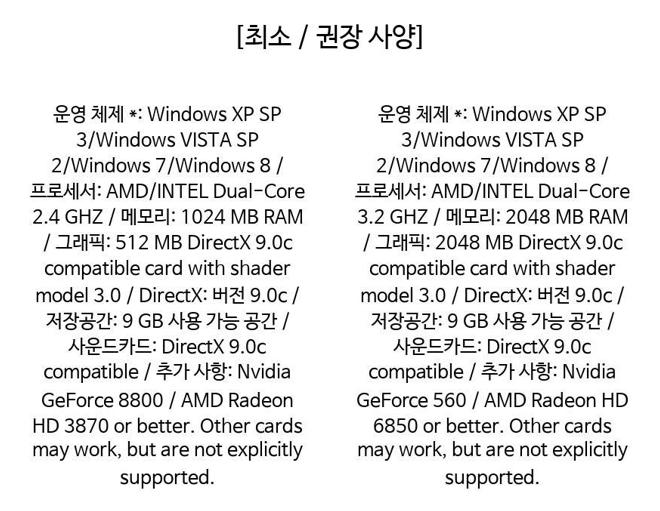 [최소 / 권장 사양]
운영 체제 *: Windows XP SP
3/Windows VISTA SP
2/Windows 7/Windows 8 /
프로세서: AMD/INTEL Dual-Core
2.4 GHZ / 메모리: 1024 MB RAM
/ 그래픽: 512 MB DirectX 9.0c
compatible card with shader
model 3.0 / DirectX: 버전 9.0c /
저장공간: 9 GB 사용 가능 공간 /
사운드카드: DirectX 9.0c
compatible / 추가 사항: Nvidia
GeForce 8800 / AMD Radeon
HD 3870 or better. Other cards
may work, but are not explicitly
supported.
운영 체제 *: Windows XP SP
3/Windows VISTA SP
2/Windows 7/Windows 8 /
프로세서: AMD/INTEL Dual-Core
3.2 GHZ / 메모리: 2048 MB RAM
/ 그래픽: 2048 MB DirectX 9.0c
compatible card with shader
model 3.0 / DirectX: 버전 9.0c /
저장공간: 9 GB 사용 가능 공간 /
사운드카드: DirectX 9.0c
compatible / 추가 사항: Nvidia
GeForce 560 / AMD Radeon HD
6850 or better. Other cards
may work, but are not explicitly
supported.